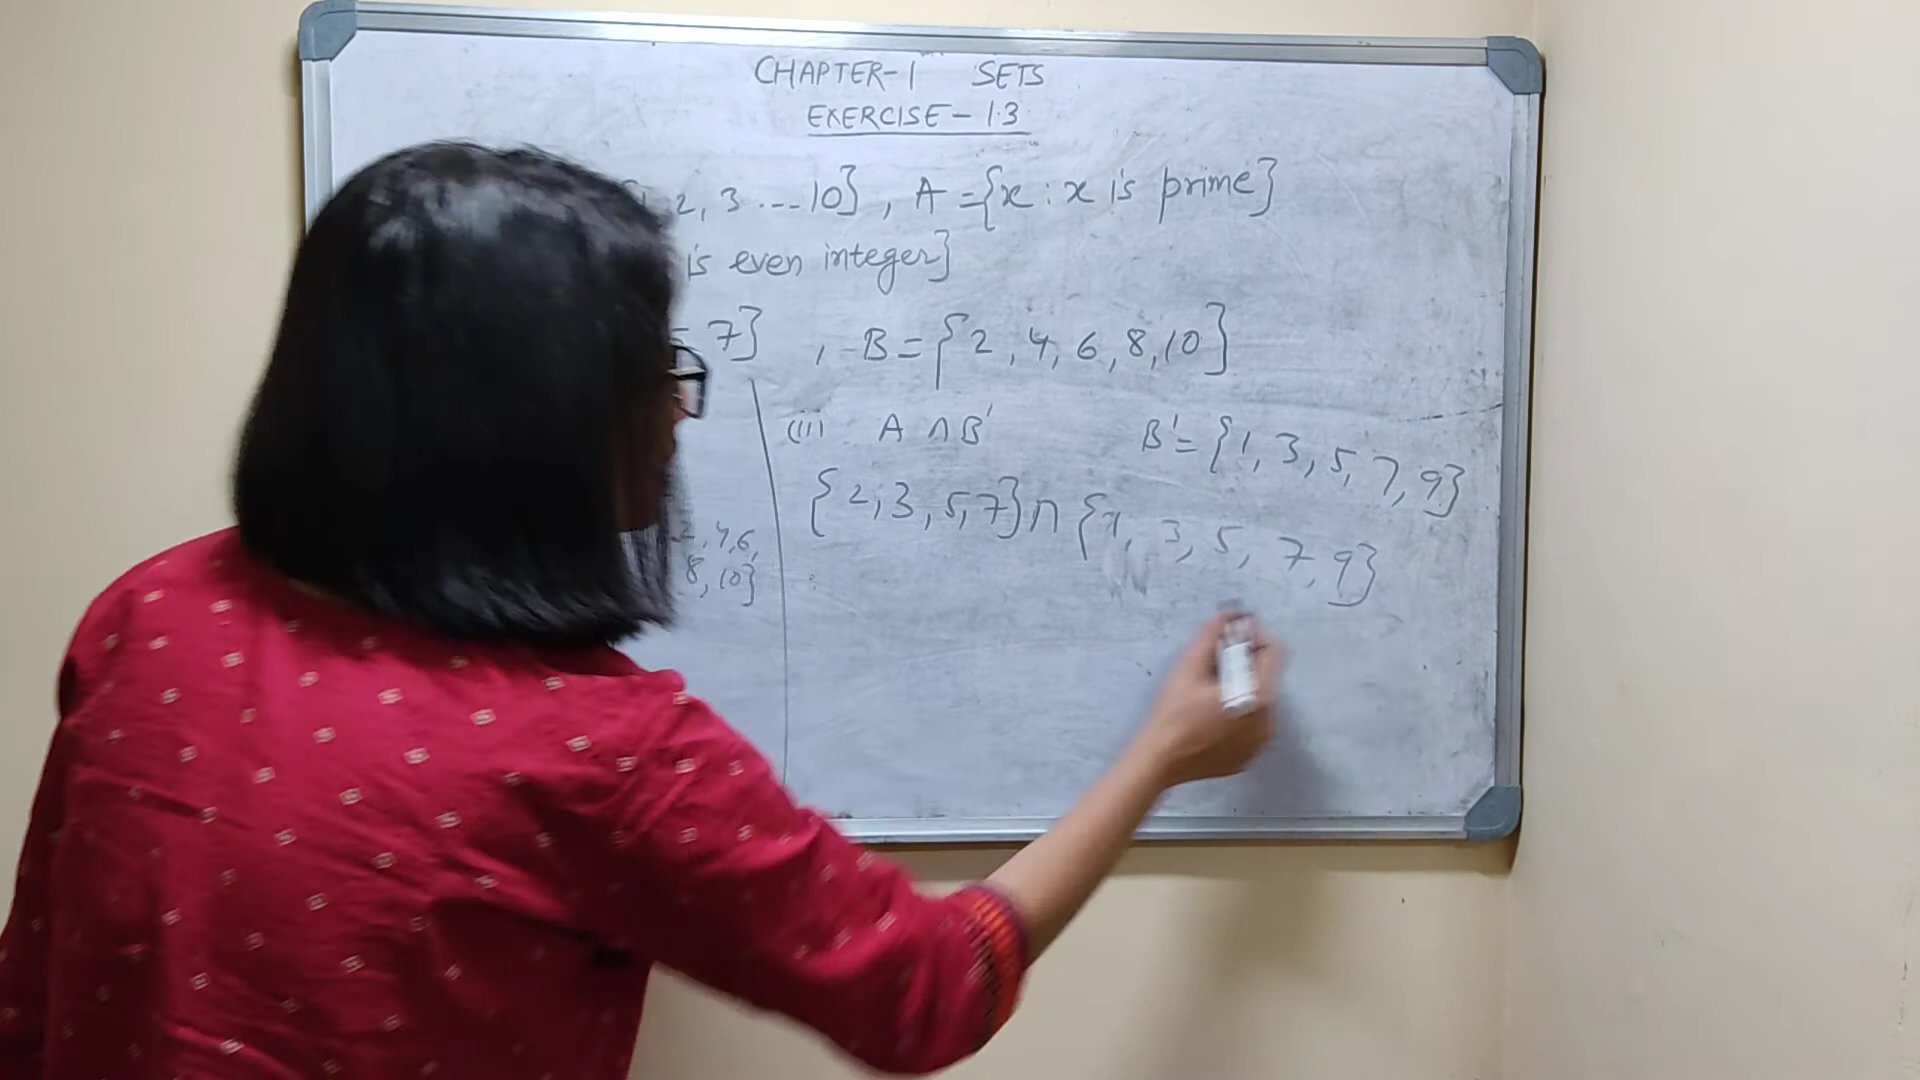 CHAPTER-1 SETS
EXERCISE - 1.3
2, 3 ... 10} , A = {x : x is prime}
is even integer}
5, 7} , B = { 2 , 4, 6, 8, 10 }
(ii) A ∩ B' B' = {1, 3, 5, 7, 9}
{2, 3, 5, 7} ∩ {1, 3, 5, 7, 9}
2, 4, 6,
8, 10}